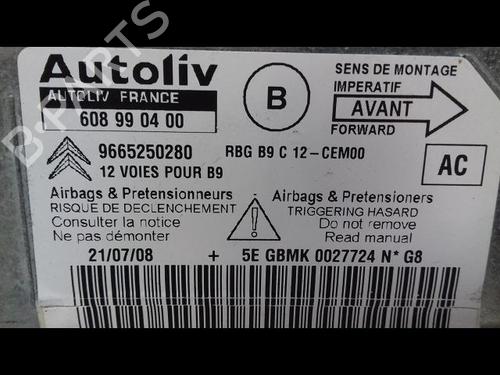 Autoliv
AUTOLIV FRANCE
608 99 04 00
B
SENS DE MONTAGE
IMPERATIF
AVANT
FORWARD
9665250280
RBG B9 C 12-CEM00
12 VOIES POUR B9
AC
Airbags & Pretensionneurs
RISQUE DE DECLENCHEMENT
Consulter la notice
Ne pas démonter
Airbags & Pretensioners
TRIGGERING HASARD
Do not remove
Read manual
21/07/08 + 5E GBMK 0027724 N* G8
B-PARTS